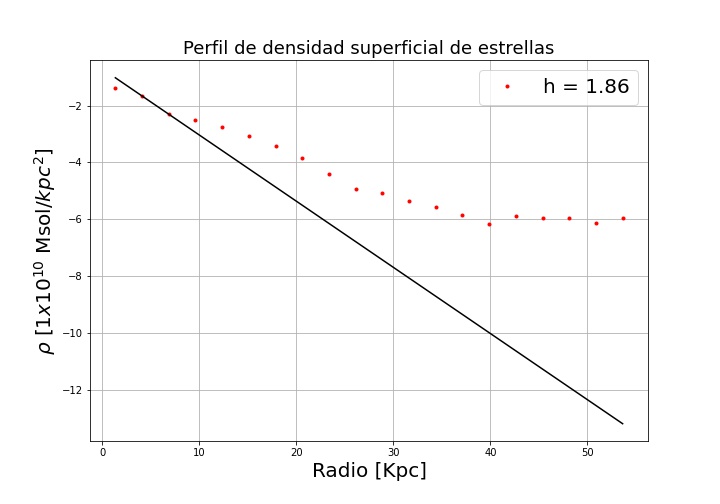 Perfil de densidad superficial de estrellas
h = 1.86
ρ [1x10¹⁰ Msol/kpc²]
−2
−4
−6
−8
−10
−12
0 10 20 30 40 50
Radio [Kpc]